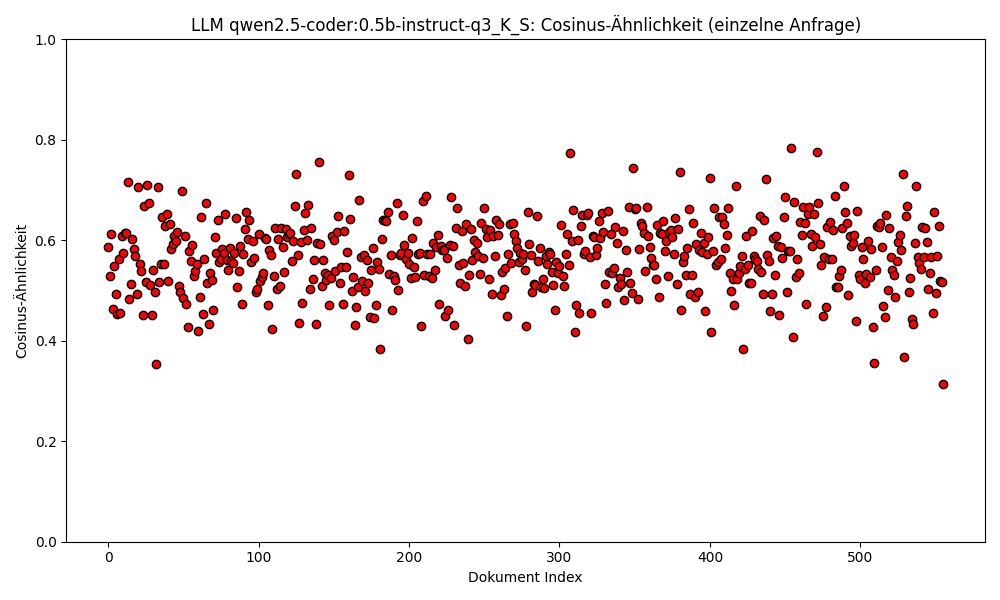 LLM qwen2.5-coder:0.5b-instruct-q3_K_S: Cosinus-Ähnlichkeit (einzelne Anfrage)
1.0
0.8
0.6
0.4
0.2
0.0
Cosinus-Ähnlichkeit
0 100 200 300 400 500
Dokument Index